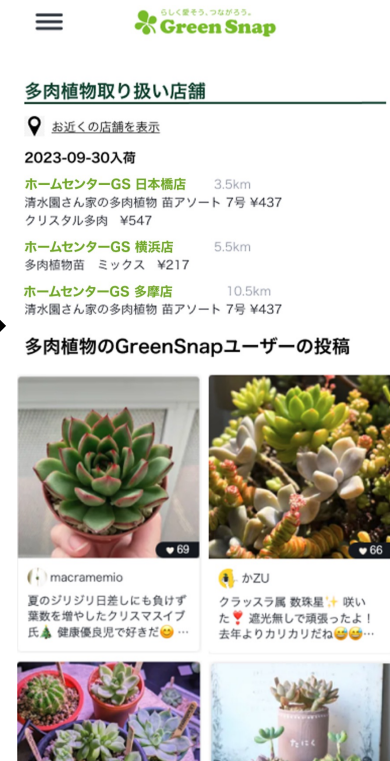 らしく愛そう、つながろう。
Green Snap
多肉植物取り扱い店舗
お近くの店舗を表示
2023-09-30入荷
ホームセンターGS 日本橋店 3.5km
清水園さん家の多肉植物 苗アソート 7号 ¥437
クリスタル多肉 ¥547
ホームセンターGS 横浜店 5.5km
多肉植物苗 ミックス ¥217
ホームセンターGS 多摩店 10.5km
清水園さん家の多肉植物 苗アソート 7号 ¥437
多肉植物のGreenSnapユーザーの投稿
69
66
macramemio
かZU
夏のジリジリ日差しにも負けず
葉数を増やしたクリスマスイブ
氏🎄 健康優良児で好きだ😊 …
クラッスラ属 数珠星✨ 咲い
た❣️ 遮光無しで頑張ったよ！
去年よりカリカリだね😅😅…